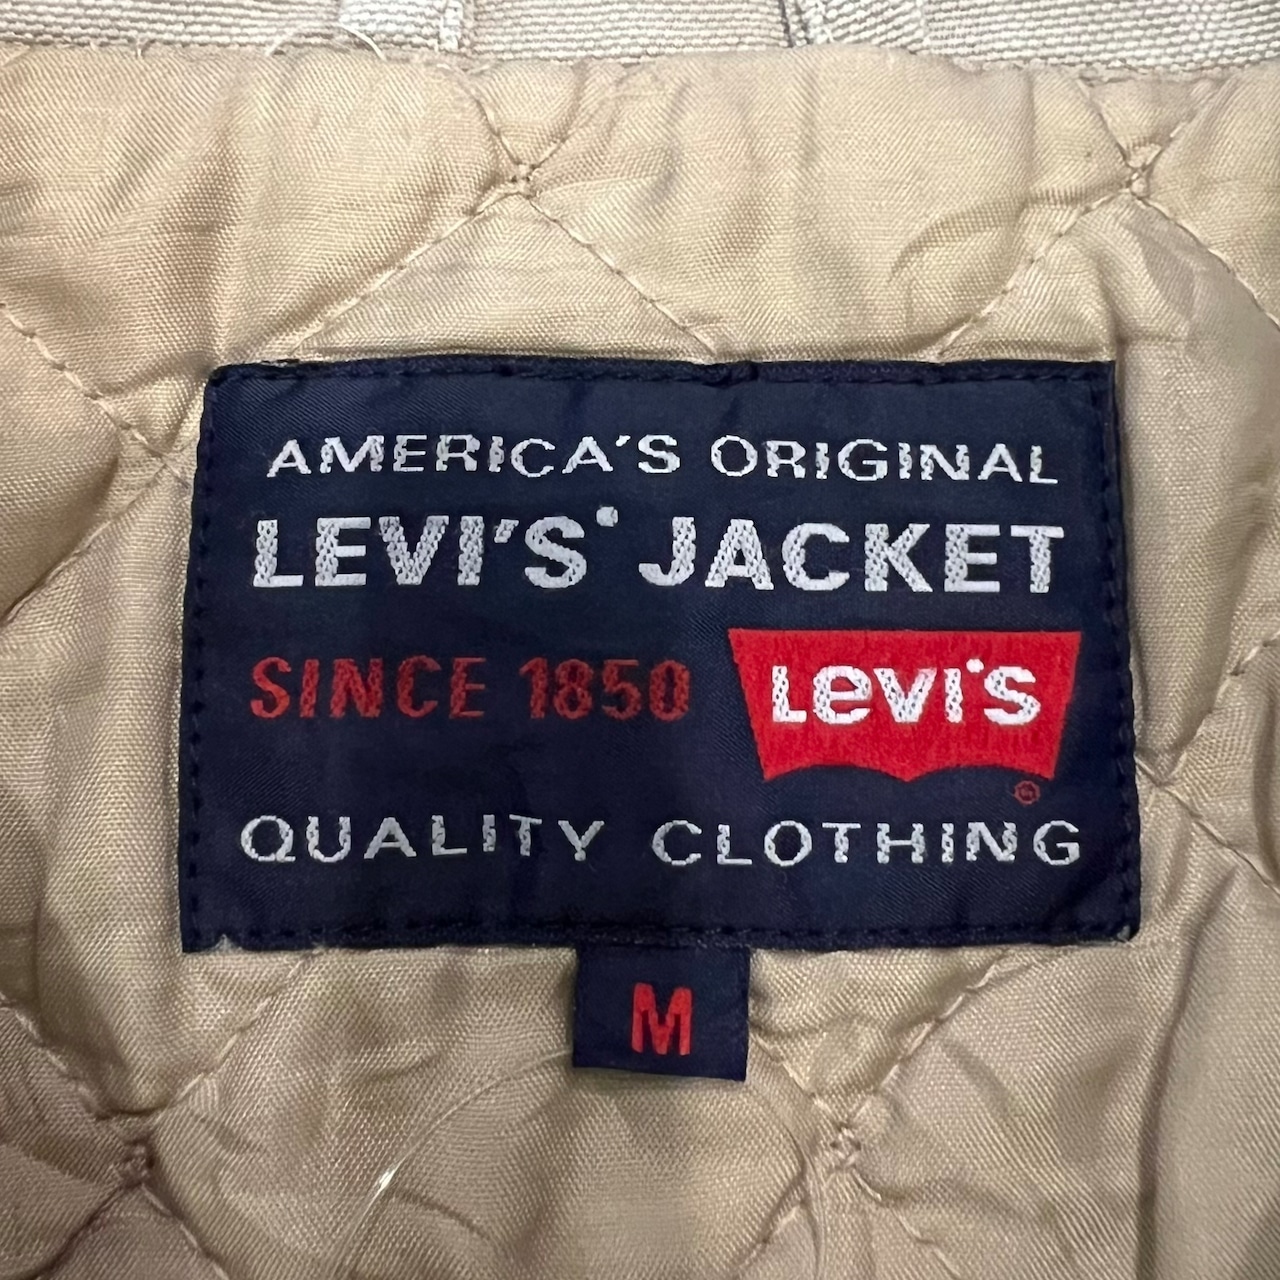 AMERICA'S ORIGINAL
LEVI'S® JACKET
SINCE 1850
Levi's
®
QUALITY CLOTHING
M